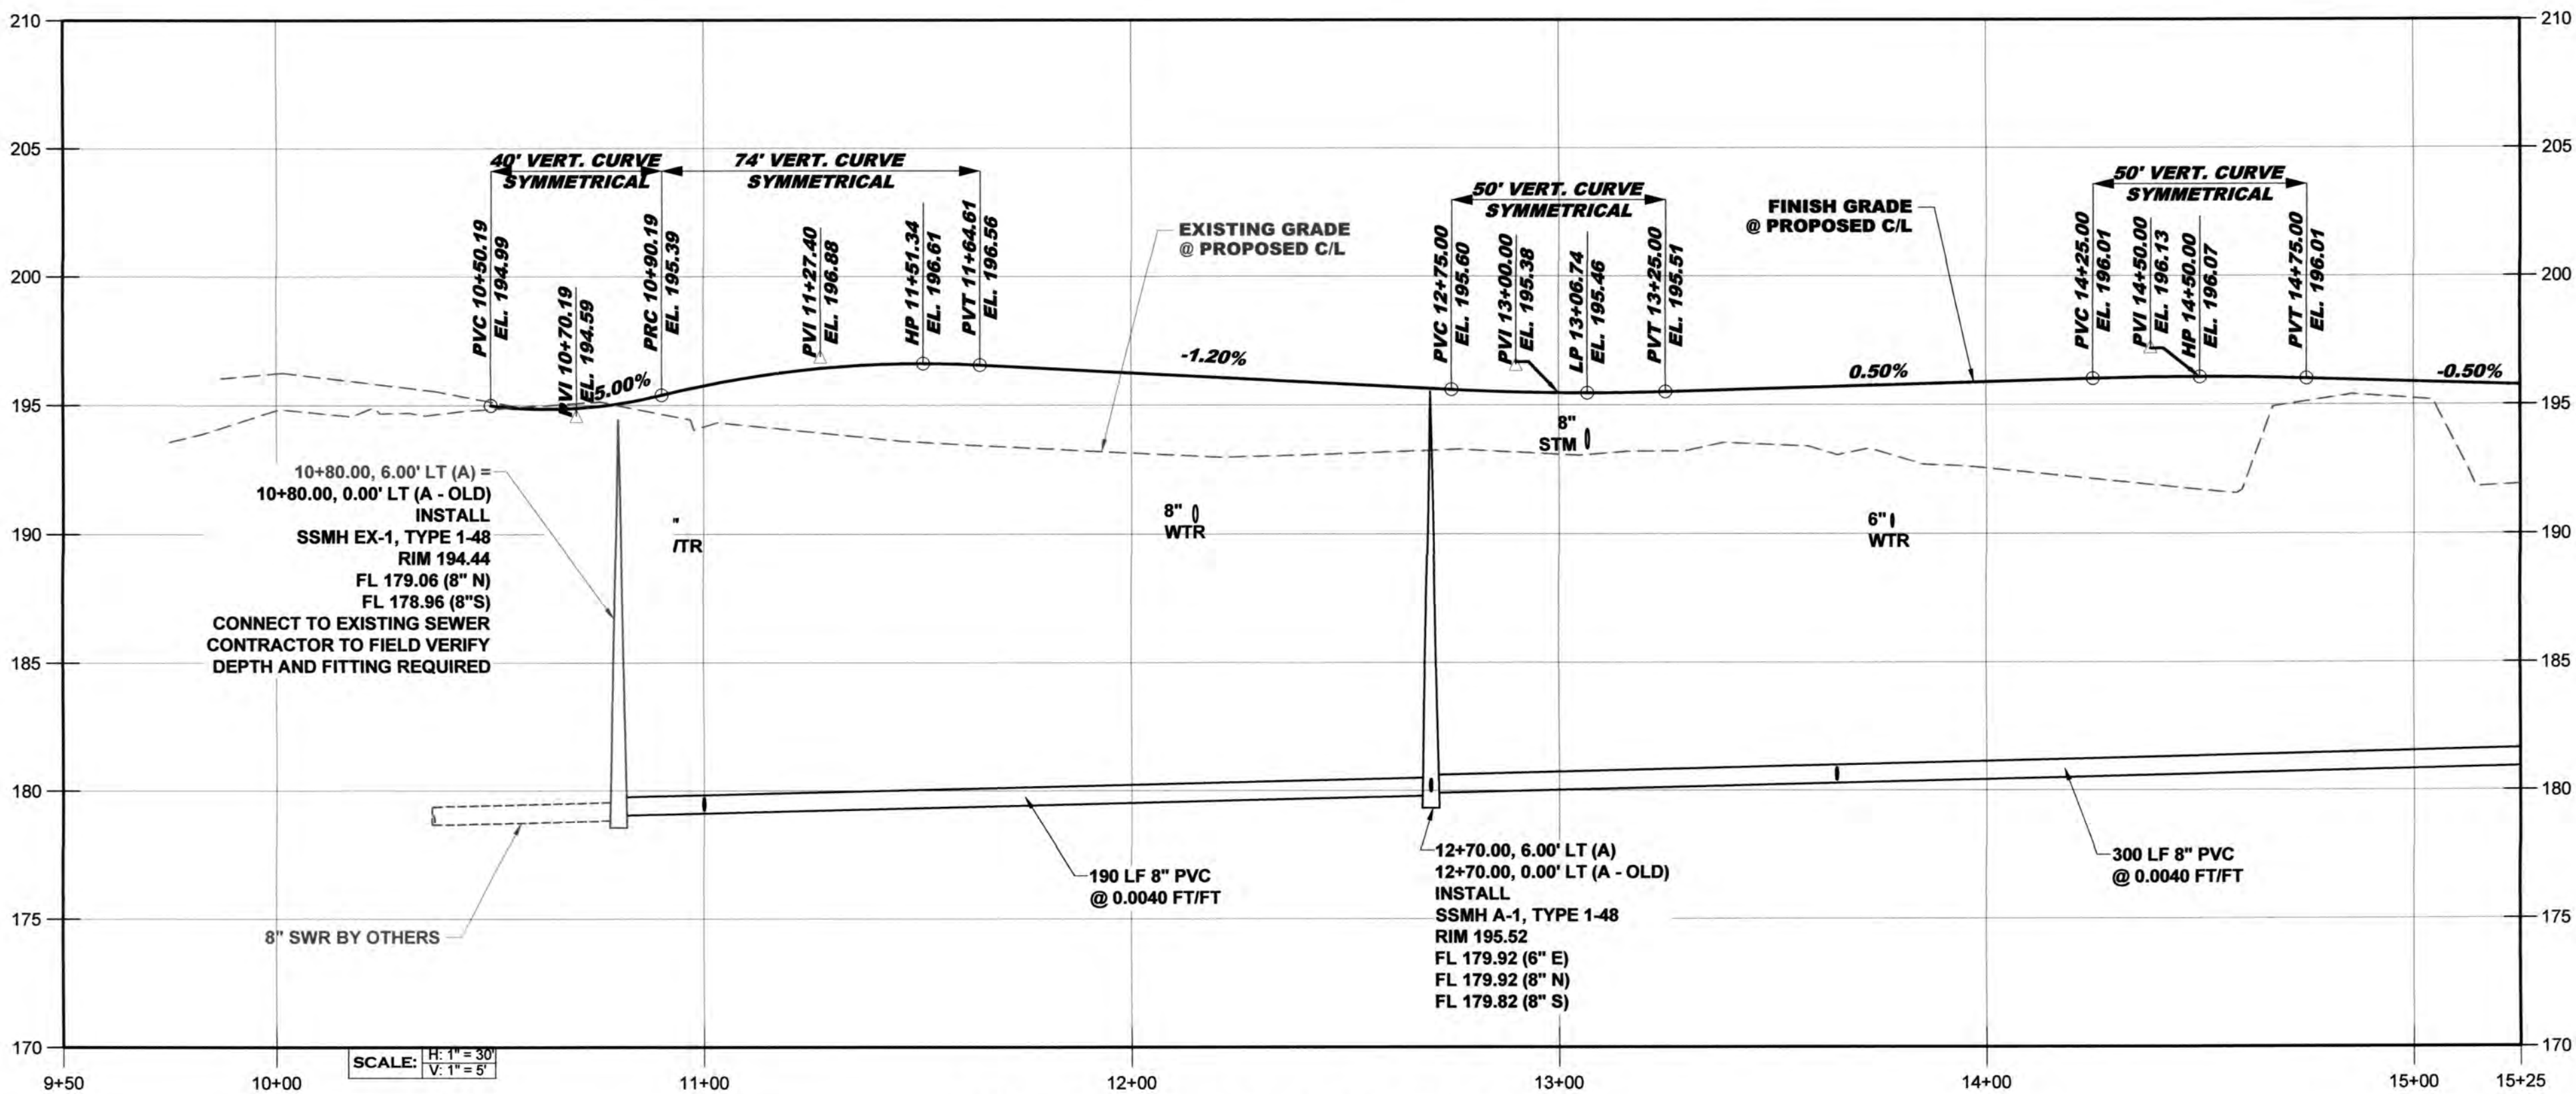 210
205
200
195
190
185
180
175
170
210
205
200
195
190
185
180
175
170
40' VERT. CURVE
SYMMETRICAL
74' VERT. CURVE
SYMMETRICAL
PVC 10+50.19
EL. 194.99
PVI 10+70.19
EL. 194.59
5.00%
PRC 10+90.19
EL. 195.39
PVI 11+27.40
EL. 196.88
HP 11+51.34
EL. 196.61
PVT 11+64.61
EL. 196.56
EXISTING GRADE
@ PROPOSED C/L
-1.20%
50' VERT. CURVE
SYMMETRICAL
PVC 12+75.00
EL. 195.60
PVI 13+00.00
EL. 195.38
LP 13+06.74
EL. 195.46
PVT 13+25.00
EL. 195.51
FINISH GRADE
@ PROPOSED C/L
0.50%
50' VERT. CURVE
SYMMETRICAL
PVC 14+25.00
EL. 196.01
PVI 14+50.00
EL. 196.13
HP 14+50.00
EL. 196.07
PVT 14+75.00
EL. 196.01
-0.50%
10+80.00, 6.00' LT (A) =
10+80.00, 0.00' LT (A - OLD)
INSTALL
SSMH EX-1, TYPE 1-48
RIM 194.44
FL 179.06 (8" N)
FL 178.96 (8"S)
CONNECT TO EXISTING SEWER
CONTRACTOR TO FIELD VERIFY
DEPTH AND FITTING REQUIRED
"
TR
8"
WTR
8"
STM
6"
WTR
8" SWR BY OTHERS
190 LF 8" PVC
@ 0.0040 FT/FT
12+70.00, 6.00' LT (A)
12+70.00, 0.00' LT (A - OLD)
INSTALL
SSMH A-1, TYPE 1-48
RIM 195.52
FL 179.92 (6" E)
FL 179.92 (8" N)
FL 179.82 (8" S)
300 LF 8" PVC
@ 0.0040 FT/FT
SCALE:
H: 1" = 30'
V: 1" = 5'
9+50
10+00
11+00
12+00
13+00
14+00
15+00
15+25